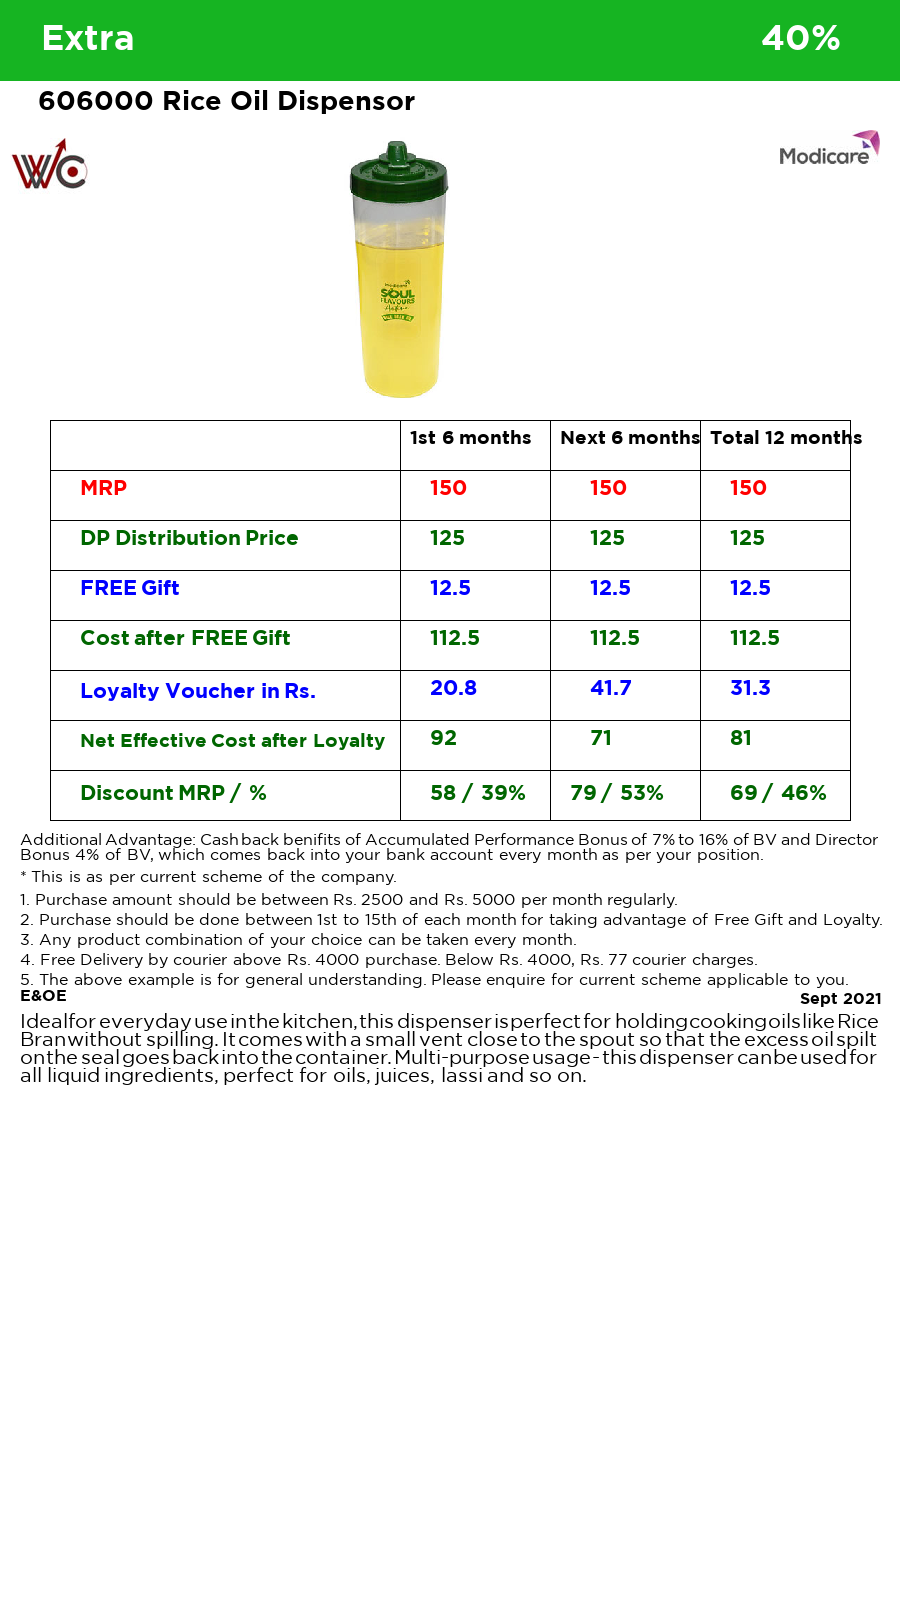 Extra 40%
606000 Rice Oil Dispensor
WC
Modicare
Modicare
SOUL
FLAVOURS
1st 6 months Next 6 months Total 12 months
MRP 150 150 150
DP Distribution Price 125 125 125
FREE Gift 12.5 12.5 12.5
Cost after FREE Gift 112.5 112.5 112.5
Loyalty Voucher in Rs. 20.8 41.7 31.3
Net Effective Cost after Loyalty 92 71 81
Discount MRP / % 58 / 39% 79 / 53% 69 / 46%
Additional Advantage: Cash back benifits of Accumulated Performance Bonus of 7% to 16% of BV and Director
Bonus 4% of BV, which comes back into your bank account every month as per your position.
* This is as per current scheme of the company.
1. Purchase amount should be between Rs. 2500 and Rs. 5000 per month regularly.
2. Purchase should be done between 1st to 15th of each month for taking advantage of Free Gift and Loyalty.
3. Any product combination of your choice can be taken every month.
4. Free Delivery by courier above Rs. 4000 purchase. Below Rs. 4000, Rs. 77 courier charges.
5. The above example is for general understanding. Please enquire for current scheme applicable to you.
E&OE Sept 2021
Ideal for everyday use in the kitchen, this dispenser is perfect for holding cooking oils like Rice
Bran without spilling. It comes with a small vent close to the spout so that the excess oil spilt
on the seal goes back into the container. Multi-purpose usage - this dispenser can be used for
all liquid ingredients, perfect for oils, juices, lassi and so on.